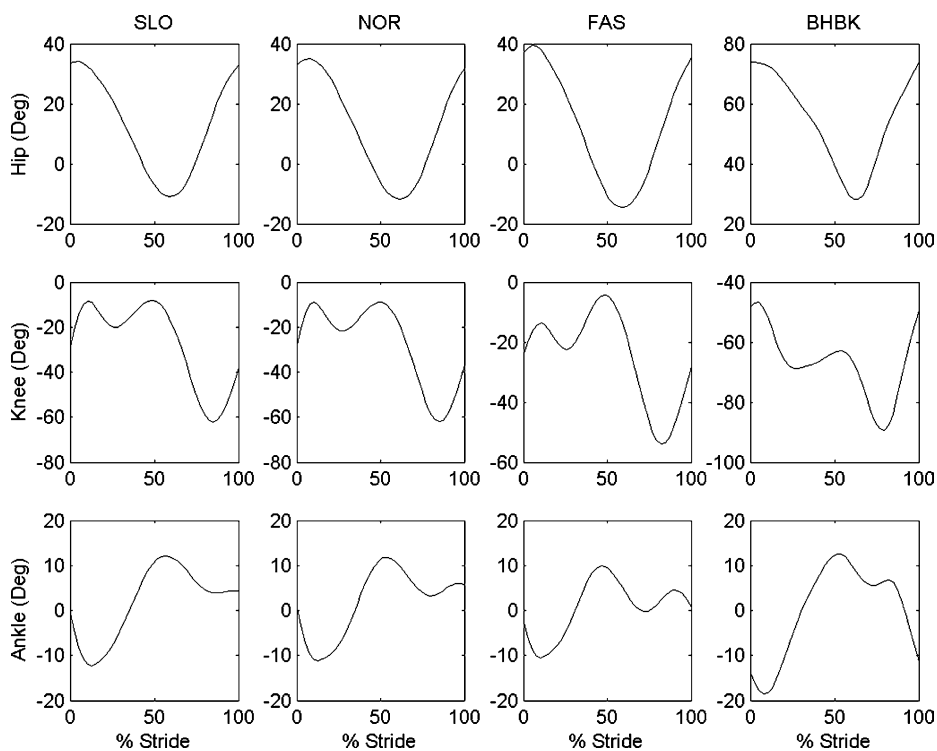 SLO NOR FAS BHBK
Hip (Deg)
40 40 40 80
20 20 20 60
0 0 0 40
-20 -20 -20 20
0 50 100 0 50 100 0 50 100 0 50 100
Knee (Deg)
0 0 0 -40
-20 -20 -20 -60
-40 -40 -40 -80
-60 -60
-80 -80 -60 -100
0 50 100 0 50 100 0 50 100 0 50 100
Ankle (Deg)
20 20 20 20
10 10 10 10
0 0 0 0
-10 -10 -10 -10
20 -20 -20 -20
0 50 100 0 50 100 0 50 100 0 50 100
% Stride % Stride % Stride % Stride